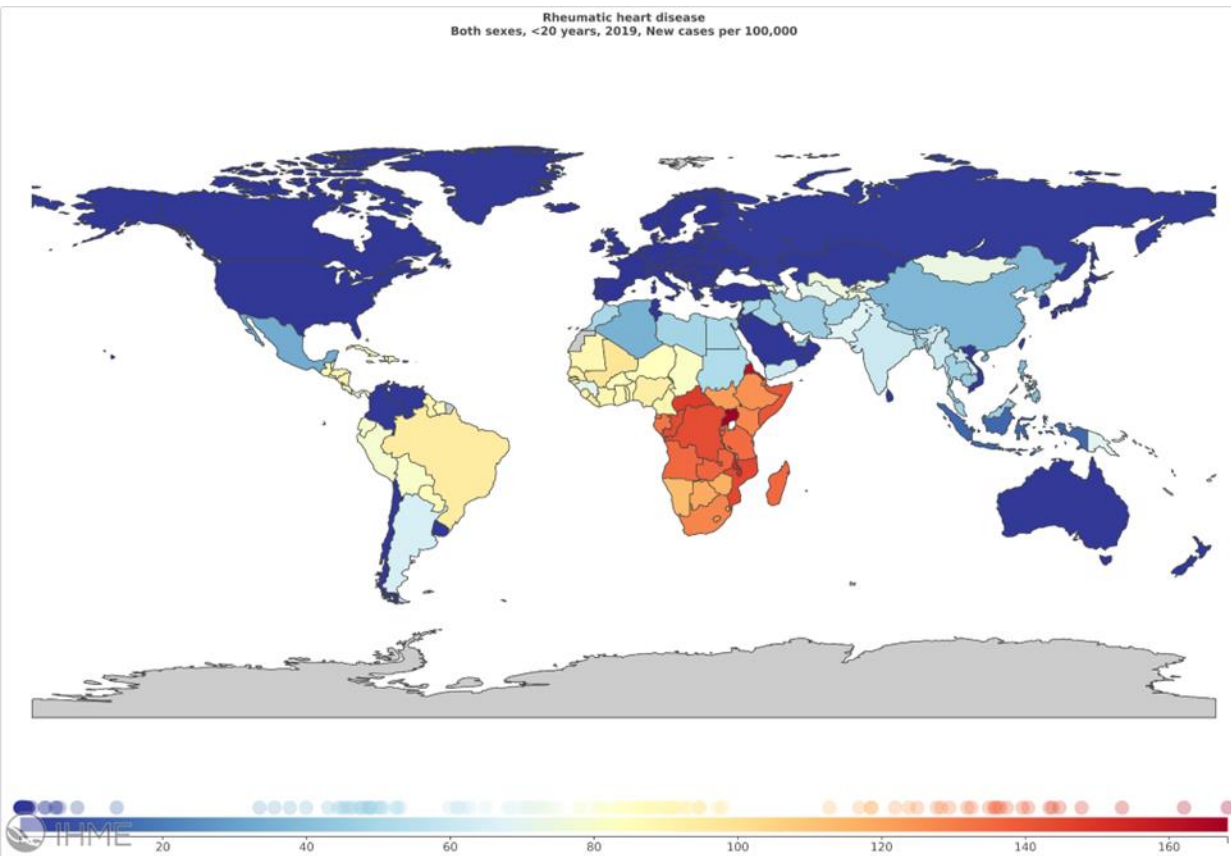 Rheumatic heart disease
Both sexes, <20 years, 2019, New cases per 100,000
IHME
20 40 60 80 100 120 140 160